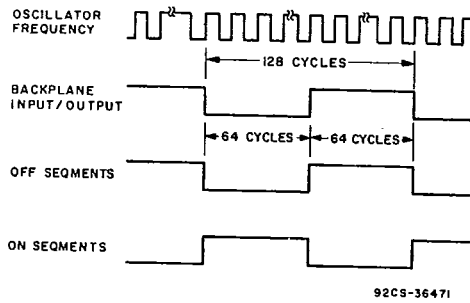 OSCILLATOR
FREQUENCY
128 CYCLES
BACKPLANE
INPUT/OUTPUT
64 CYCLES 64 CYCLES
OFF SEQMENTS
ON SEQMENTS
92CS-36471